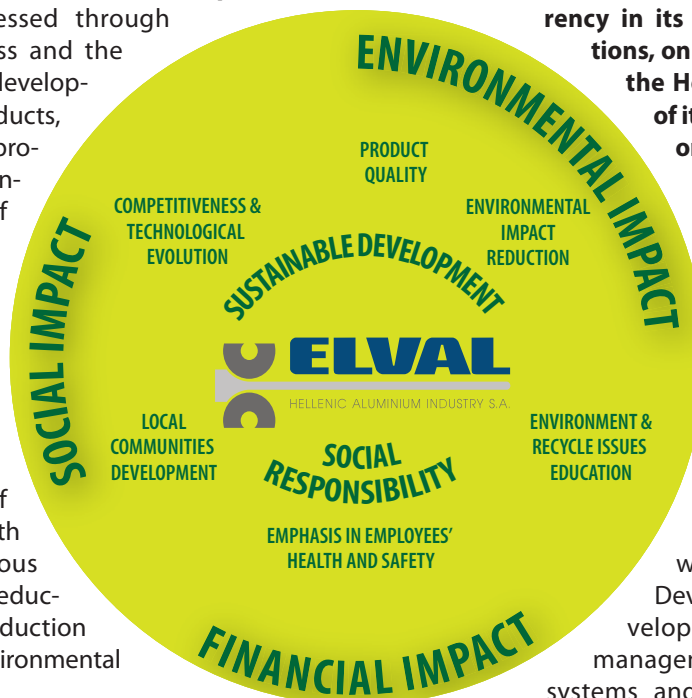 essed through
ss and the
develop-
ducts,
pro-
n-
f
rency in its
tions, on
the He
of it
ENVIRONMENTAL IMPACT
PRODUCT
QUALITY
COMPETITIVENESS &
TECHNOLOGICAL
EVOLUTION
ENVIRONMENTAL
IMPACT
REDUCTION
SUSTAINABLE DEVELOPMENT
SOCIAL IMPACT
ELVAL
HELLENIC ALUMINIUM INDUSTRY S.A.
LOCAL
COMMUNITIES
DEVELOPMENT
SOCIAL
RESPONSIBILITY
ENVIRONMENT &
RECYCLE ISSUES
EDUCATION
EMPHASIS IN EMPLOYEES'
HEALTH AND SAFETY
FINANCIAL IMPACT
f
th
ous
educ-
duction
ironmental
w
Dev
velop
manager
systems and